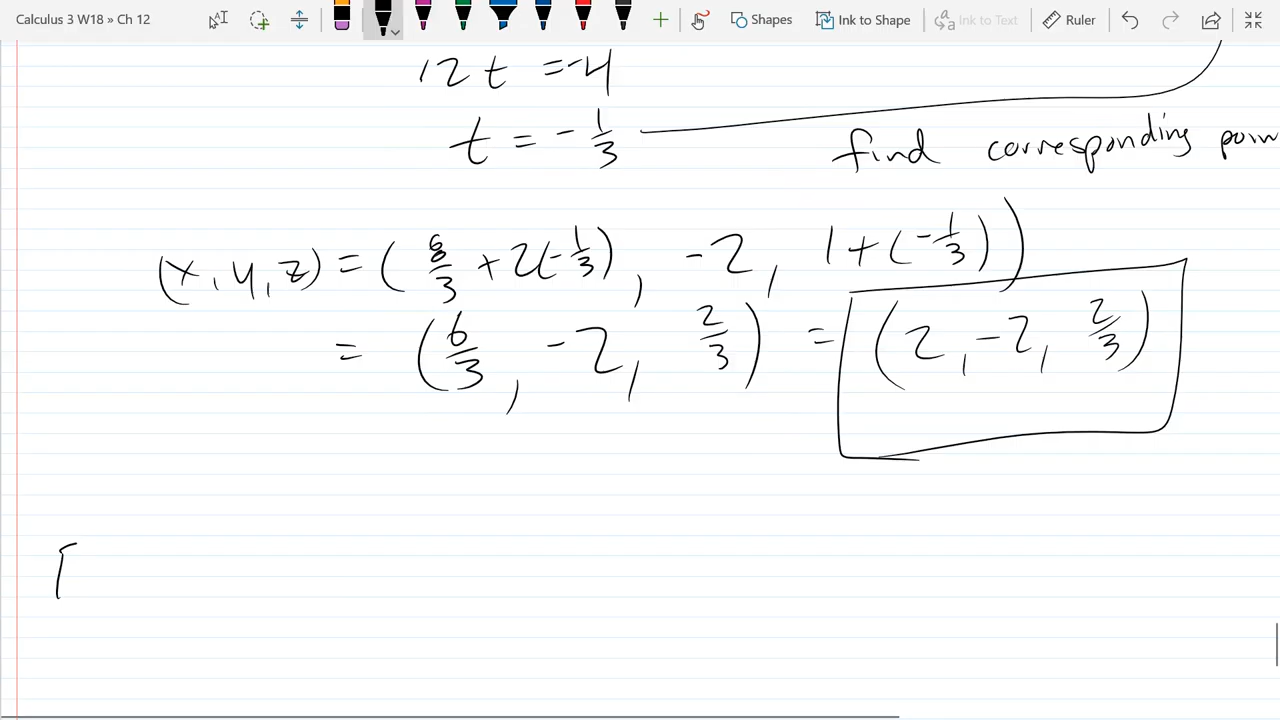 Calculus 3 W18 » Ch 12 Shapes Ink to Shape Ink to Text Ruler
12t = -4
t = -1/3
find corresponding
(x, y, z) = (8/3 + 2(-1/3), -2, 1 + (-1/3))
= (6/3, -2, 2/3) = (2, -2, 2/3)